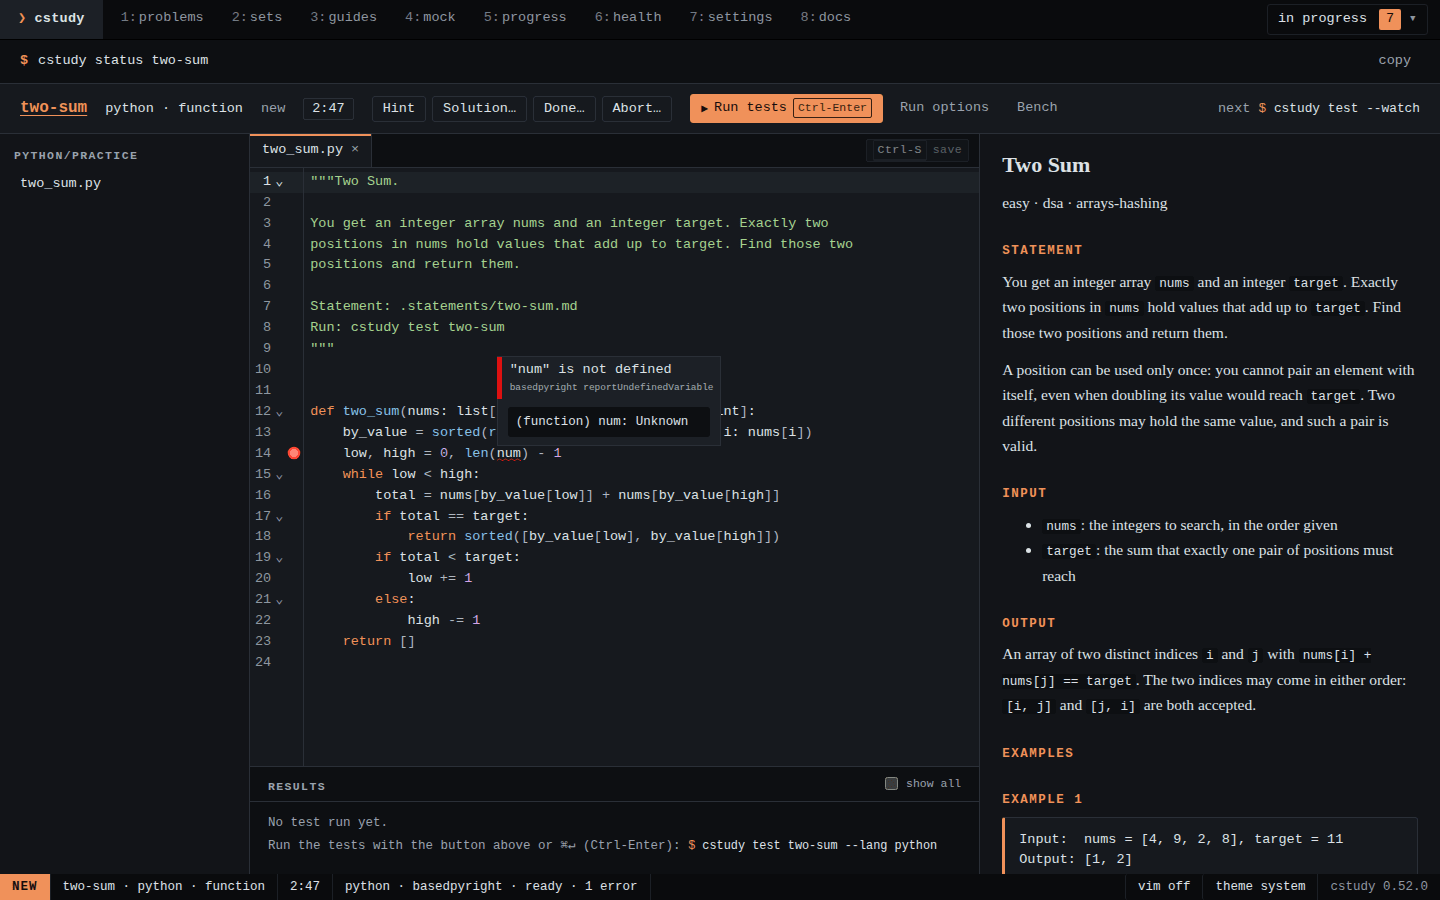 ❯ cstudy 1:problems 2:sets 3:guides 4:mock 5:progress 6:health 7:settings 8:docs in progress 7 ▼
$ cstudy status two-sum copy
two-sum python · function new 2:47 Hint Solution… Done… Abort… ▶ Run tests Ctrl-Enter Run options Bench next $ cstudy test --watch
PYTHON/PRACTICE
two_sum.py
two_sum.py × Ctrl-S save
1 """Two Sum.
2
3 You get an integer array nums and an integer target. Exactly two
4 positions in nums hold values that add up to target. Find those two
5 positions and return them.
6
7 Statement: .statements/two-sum.md
8 Run: cstudy test two-sum
9 """
10
11
"num" is not defined
basedpyright reportUndefinedVariable
(function) num: Unknown
12 def two_sum(nums: list[ nt]:
13 by_value = sorted(r i: nums[i])
14 low, high = 0, len(num) - 1
15 while low < high:
16 total = nums[by_value[low]] + nums[by_value[high]]
17 if total == target:
18 return sorted([by_value[low], by_value[high]])
19 if total < target:
20 low += 1
21 else:
22 high -= 1
23 return []
24
RESULTS show all
No test run yet.
Run the tests with the button above or ⌘↵ (Ctrl-Enter): $ cstudy test two-sum --lang python
Two Sum
easy · dsa · arrays-hashing
STATEMENT
You get an integer array nums and an integer target. Exactly
two positions in nums hold values that add up to target. Find
those two positions and return them.
A position can be used only once: you cannot pair an element with
itself, even when doubling its value would reach target. Two
different positions may hold the same value, and such a pair is
valid.
INPUT
• nums: the integers to search, in the order given
• target: the sum that exactly one pair of positions must
reach
OUTPUT
An array of two distinct indices i and j with nums[i] +
nums[j] == target. The two indices may come in either order:
[i, j] and [j, i] are both accepted.
EXAMPLES
EXAMPLE 1
Input: nums = [4, 9, 2, 8], target = 11
Output: [1, 2]
NEW two-sum · python · function 2:47 python · basedpyright · ready · 1 error vim off theme system cstudy 0.52.0